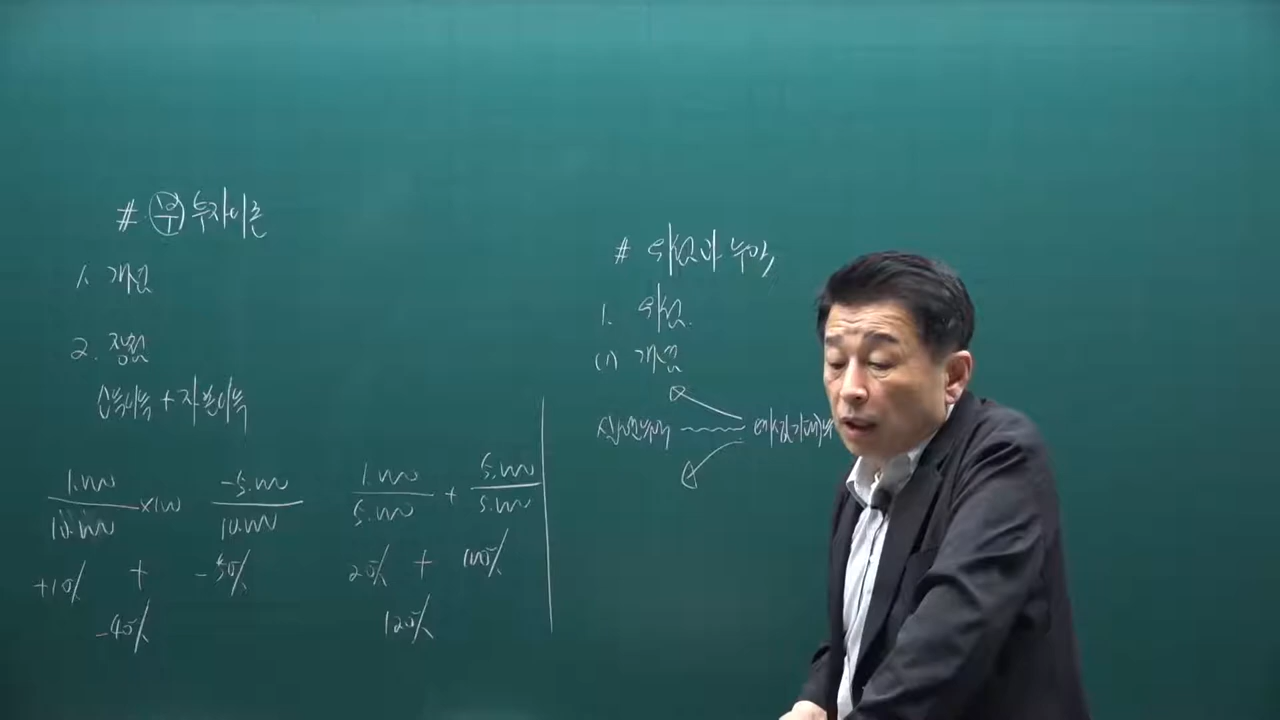 # 부 투자이론
1. 개념
2. 장점
소득이득 + 자본이득
1.000 / 10.000 ×100   -5.000 / 10.000   1.000 / 5.000 + 5.000 / 5.000
+10% + -50%   20% + 100%
-40%   120%
# 위험과 수익
1. 위험
(1) 개념